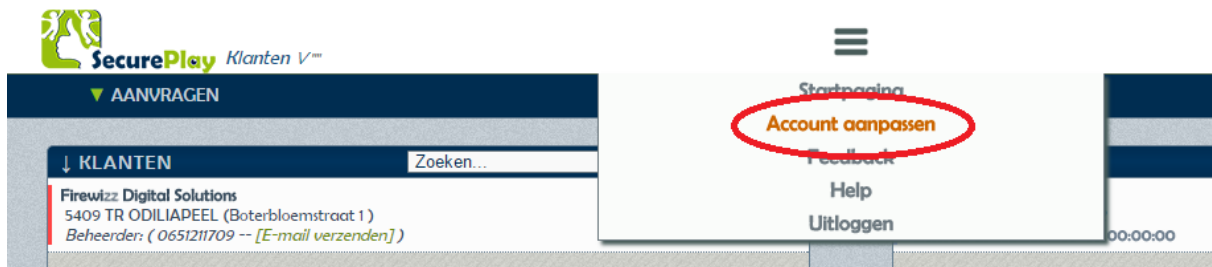 SecurePlay Klanten V
▼ AANVRAGEN
Startpagina
Account aanpassen
Feedback
Help
Uitloggen
↓ KLANTEN
Zoeken...
Firewizz Digital Solutions
5409 TR ODILIAPEEL (Boterbloemstraat 1)
Beheerder: ( 0651211709 -- [E-mail verzenden] )
00:00:00